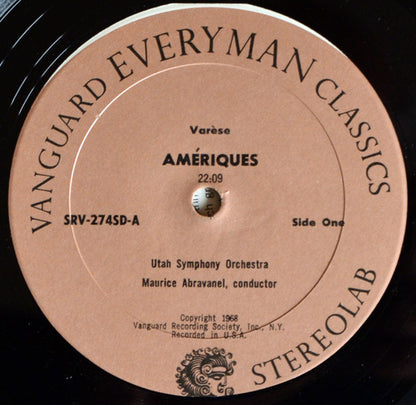 VANGUARD EVERYMAN CLASSICS
Varèse
AMÉRIQUES
22:09
SRV-274SD-A
Side One
Utah Symphony Orchestra
Maurice Abravanel, conductor
Copyright 1968
Vanguard Recording Society, Inc., N.Y.
Recorded in U.S.A.
STEREOLAB